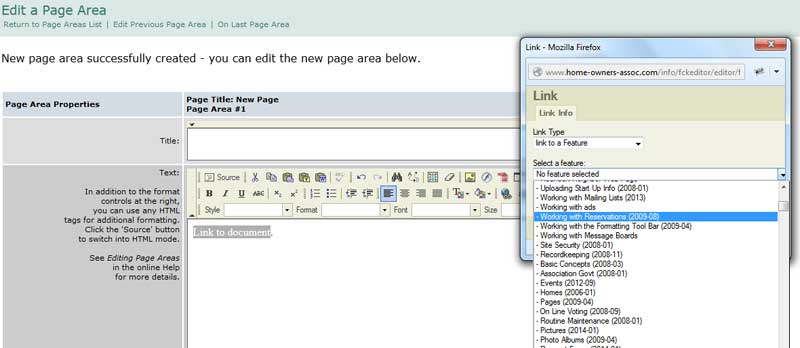 Edit a Page Area
Return to Page Areas List | Edit Previous Page Area | On Last Page Area
New page area successfully created - you can edit the new page area below.
Page Area Properties
Page Title: New Page
Page Area #1
Title:
Text:
In addition to the format
controls at the right,
you can use any HTML
tags for additional formatting.
Click the 'Source' button
to switch into HTML mode.
See Editing Page Areas
in the online Help
for more details.
Source
B I U ABC x₂ x²
Style Format Font Size
Link to document.
Link - Mozilla Firefox
www.home-owners-assoc.com/info/fckeditor/editor/f
Link
Link Info
Link Type
link to a Feature
Select a feature:
No feature selected
- Uploading Start Up Info (2008-01)
- Working with Mailing Lists (2013)
- Working with ads
- Working with Reservations (2009-08)
- Working with the Formatting Tool Bar (2009-04)
- Working with Message Boards
- Site Security (2008-01)
- Recordkeeping (2008-11)
- Basic Concepts (2008-03)
- Association Govt (2008-01)
- Events (2012-09)
- Homes (2006-01)
- Pages (2009-04)
- On Line Voting (2008-09)
- Routine Maintenance (2008-01)
- Pictures (2014-01)
- Photo Albums (2009-04)